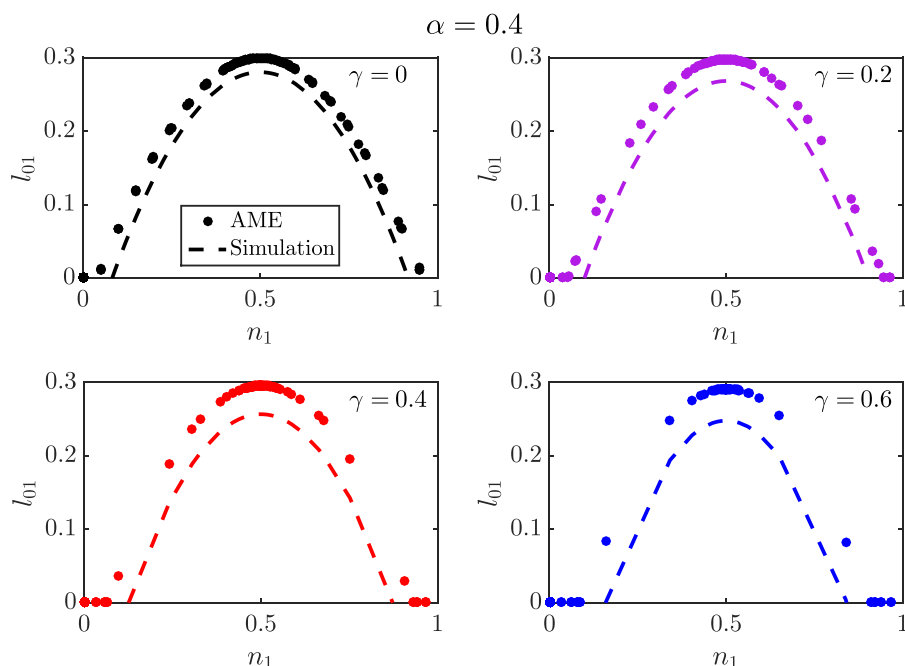 α = 0.4
γ = 0
l₀₁
0.3
0.2
0.1
0
AME
Simulation
0 0.5 1
n₁
γ = 0.2
l₀₁
0.3
0.2
0.1
0
0 0.5 1
n₁
γ = 0.4
l₀₁
0.3
0.2
0.1
0
0 0.5 1
n₁
γ = 0.6
l₀₁
0.3
0.2
0.1
0
0 0.5 1
n₁